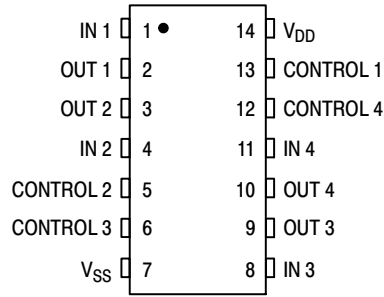 IN 1 1 14 V_DD
OUT 1 2 13 CONTROL 1
OUT 2 3 12 CONTROL 4
IN 2 4 11 IN 4
CONTROL 2 5 10 OUT 4
CONTROL 3 6 9 OUT 3
V_SS 7 8 IN 3